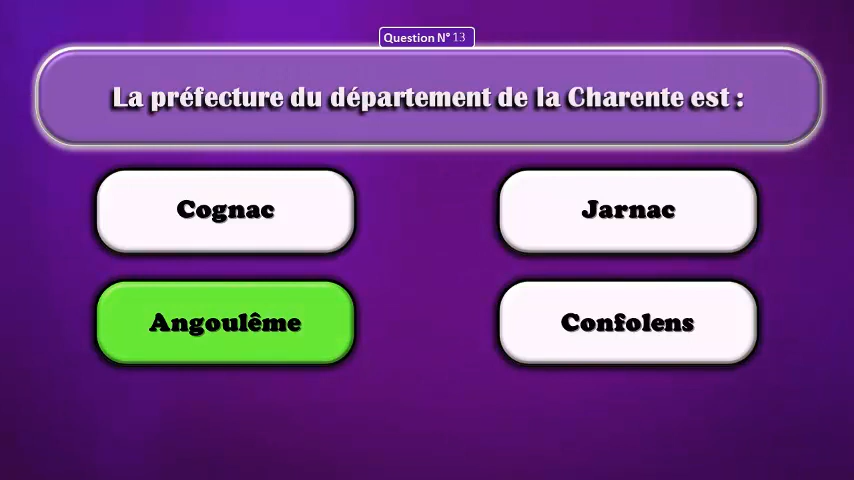 Question N° 13
La préfecture du département de la Charente est :
Cognac
Jarnac
Angoulême
Confolens